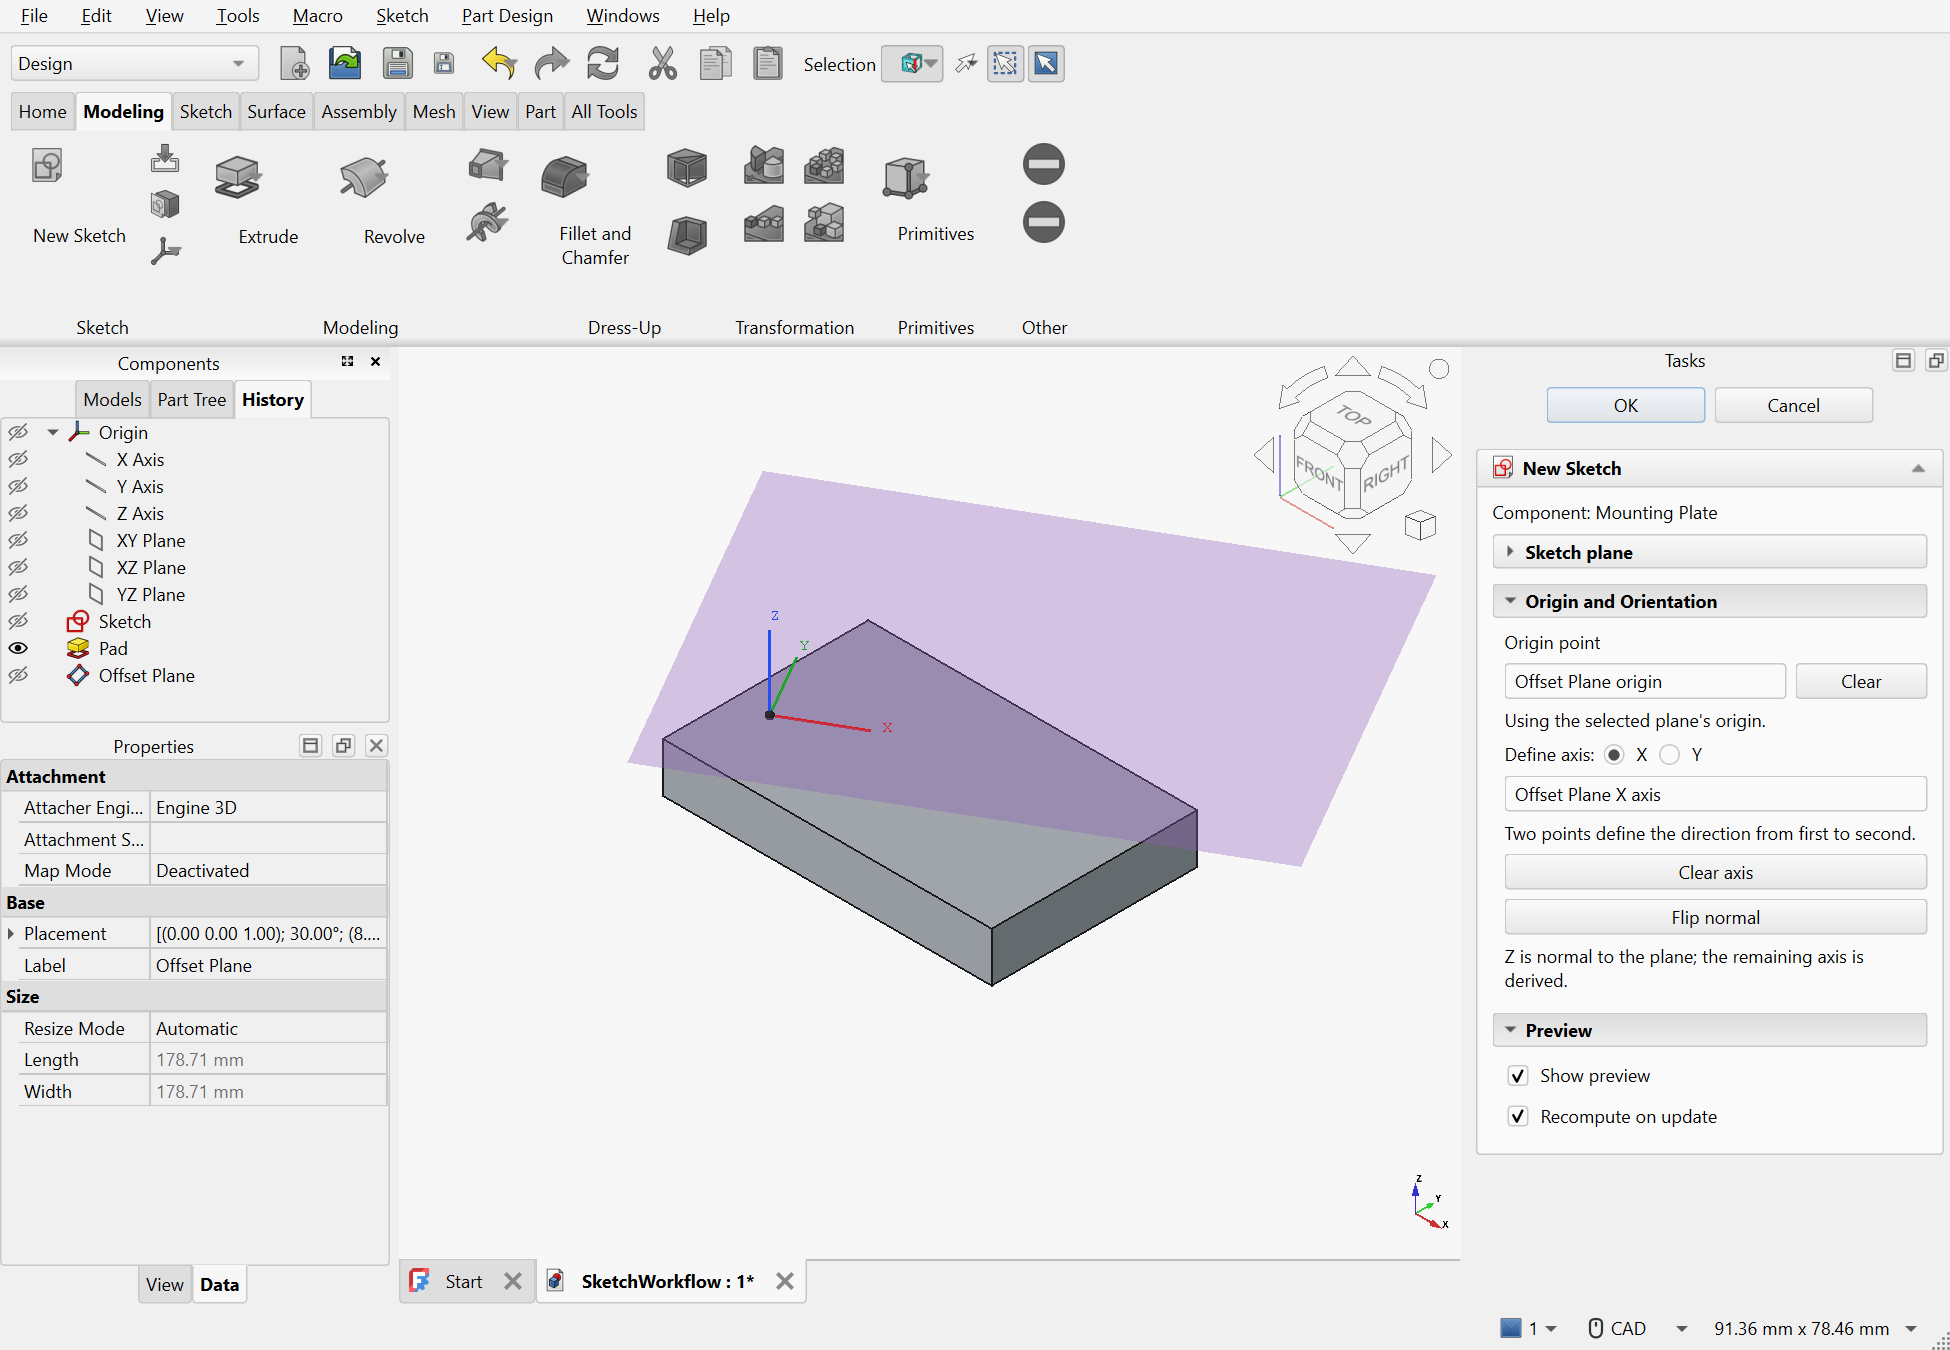 File Edit View Tools Macro Sketch Part Design Windows Help
Design Selection
Home Modeling Sketch Surface Assembly Mesh View Part All Tools
New Sketch Extrude Revolve Fillet and Chamfer Primitives
Sketch Modeling Dress-Up Transformation Primitives Other
Components
Models Part Tree History
Origin
X Axis
Y Axis
Z Axis
XY Plane
XZ Plane
YZ Plane
Sketch
Pad
Offset Plane
Properties
Attachment
Attacher Engi... Engine 3D
Attachment S...
Map Mode Deactivated
Base
Placement [(0.00 0.00 1.00); 30.00°; (8....
Label Offset Plane
Size
Resize Mode Automatic
Length 178.71 mm
Width 178.71 mm
View Data
TOP
FRONT RIGHT
Z
Y
X
Z
Y
X
Start SketchWorkflow : 1*
Tasks
OK Cancel
New Sketch
Component: Mounting Plate
Sketch plane
Origin and Orientation
Origin point
Offset Plane origin Clear
Using the selected plane's origin.
Define axis: X Y
Offset Plane X axis
Two points define the direction from first to second.
Clear axis
Flip normal
Z is normal to the plane; the remaining axis is
derived.
Preview
Show preview
Recompute on update
1 CAD 91.36 mm x 78.46 mm